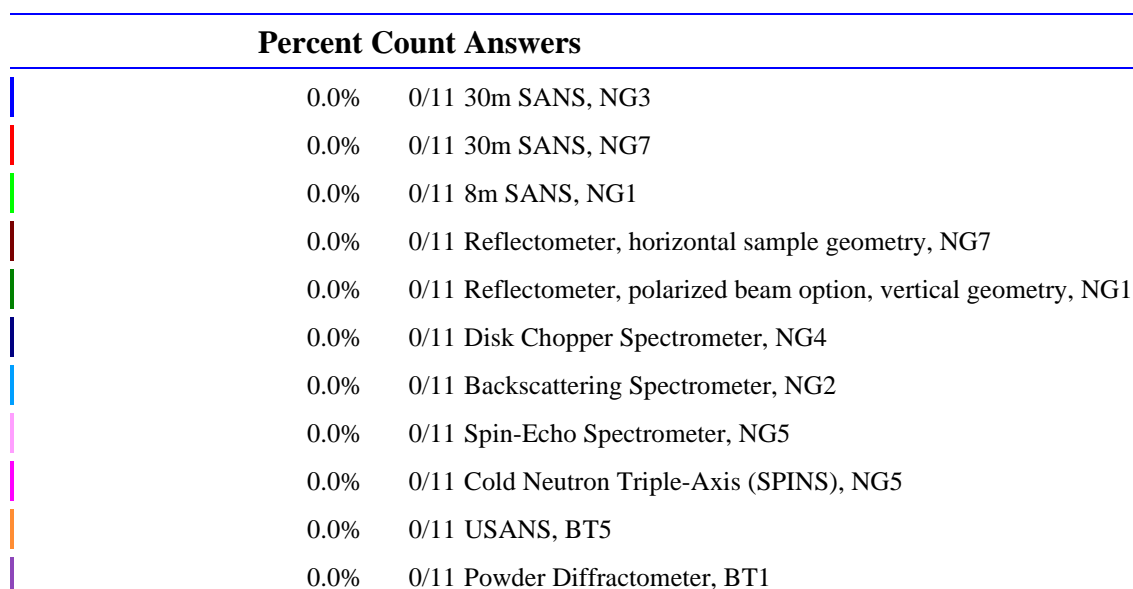 Percent Count Answers
0.0% 0/11 30m SANS, NG3
0.0% 0/11 30m SANS, NG7
0.0% 0/11 8m SANS, NG1
0.0% 0/11 Reflectometer, horizontal sample geometry, NG7
0.0% 0/11 Reflectometer, polarized beam option, vertical geometry, NG1
0.0% 0/11 Disk Chopper Spectrometer, NG4
0.0% 0/11 Backscattering Spectrometer, NG2
0.0% 0/11 Spin-Echo Spectrometer, NG5
0.0% 0/11 Cold Neutron Triple-Axis (SPINS), NG5
0.0% 0/11 USANS, BT5
0.0% 0/11 Powder Diffractometer, BT1